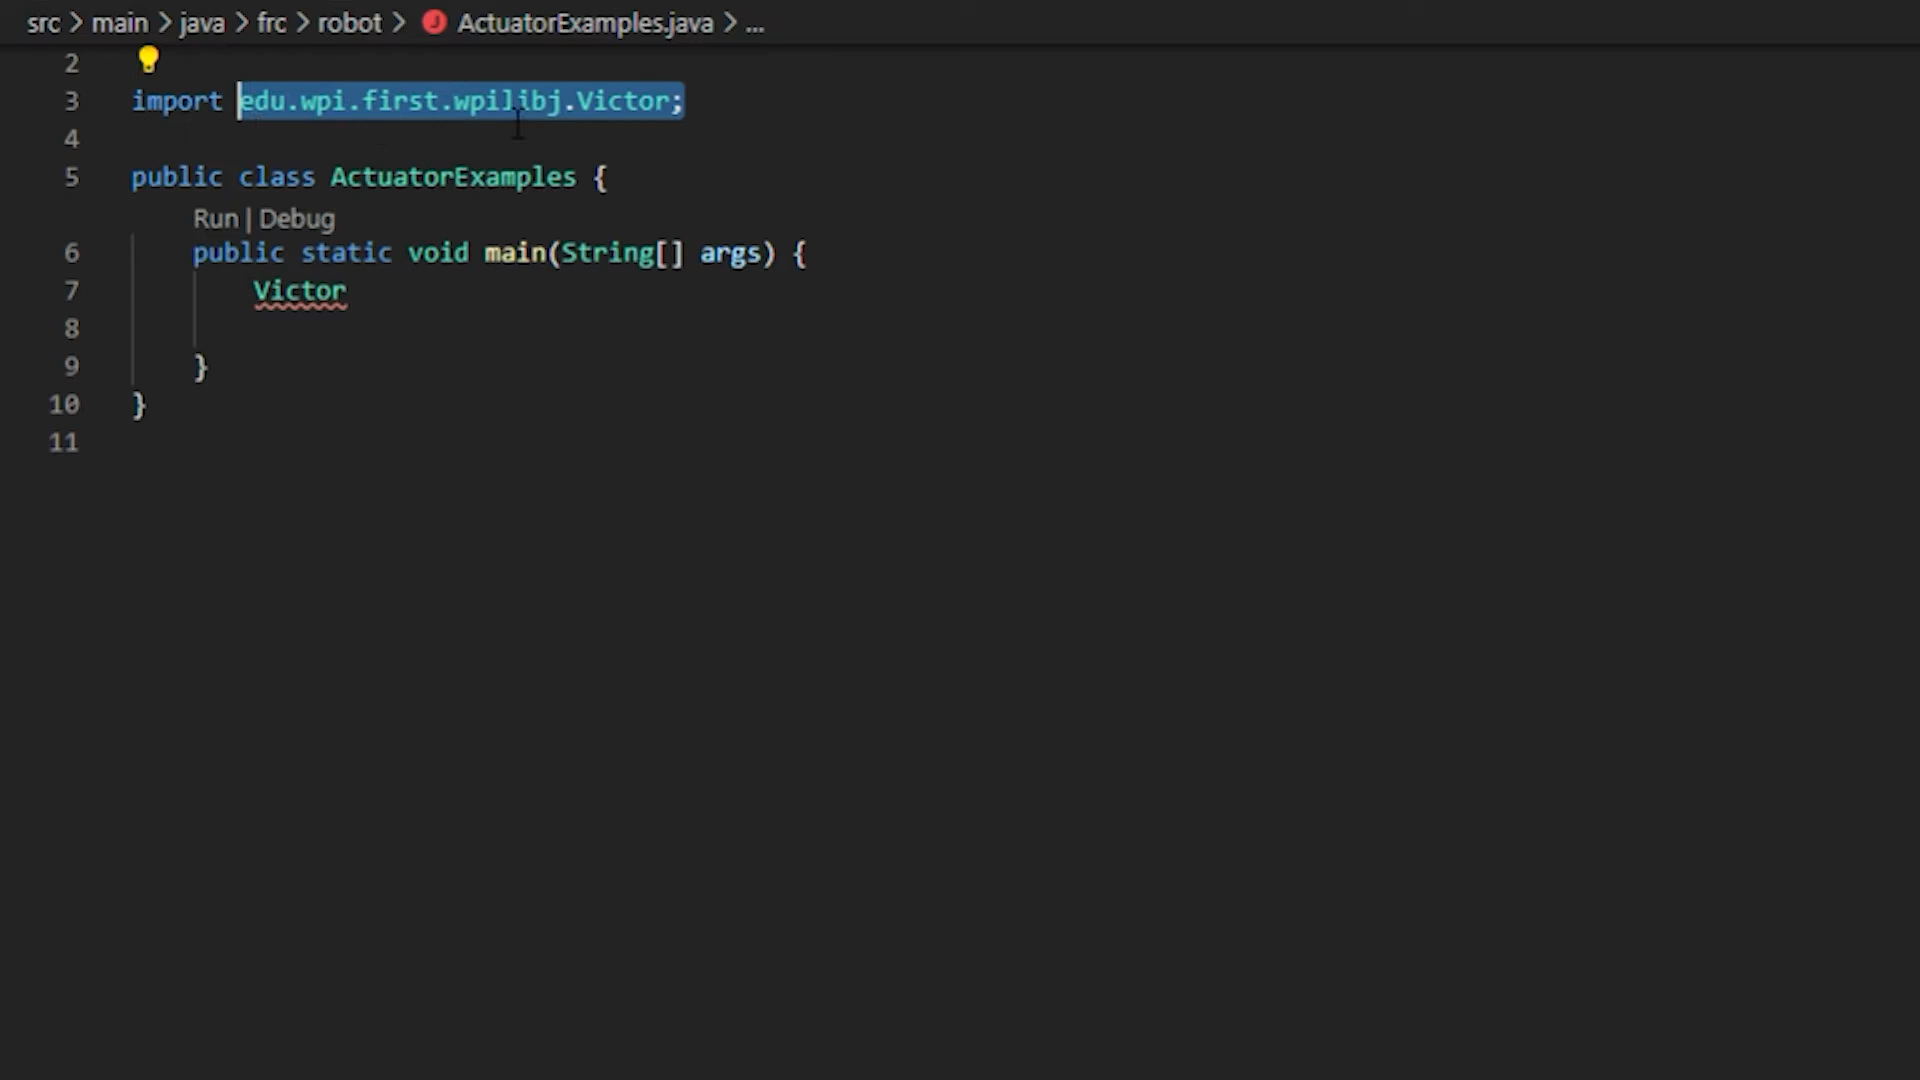 src > main > java > frc > robot > J ActuatorExamples.java > ...
2
3 import edu.wpi.first.wpilibj.Victor;
4
5 public class ActuatorExamples {
Run | Debug
6 public static void main(String[] args) {
7 Victor
8
9 }
10 }
11